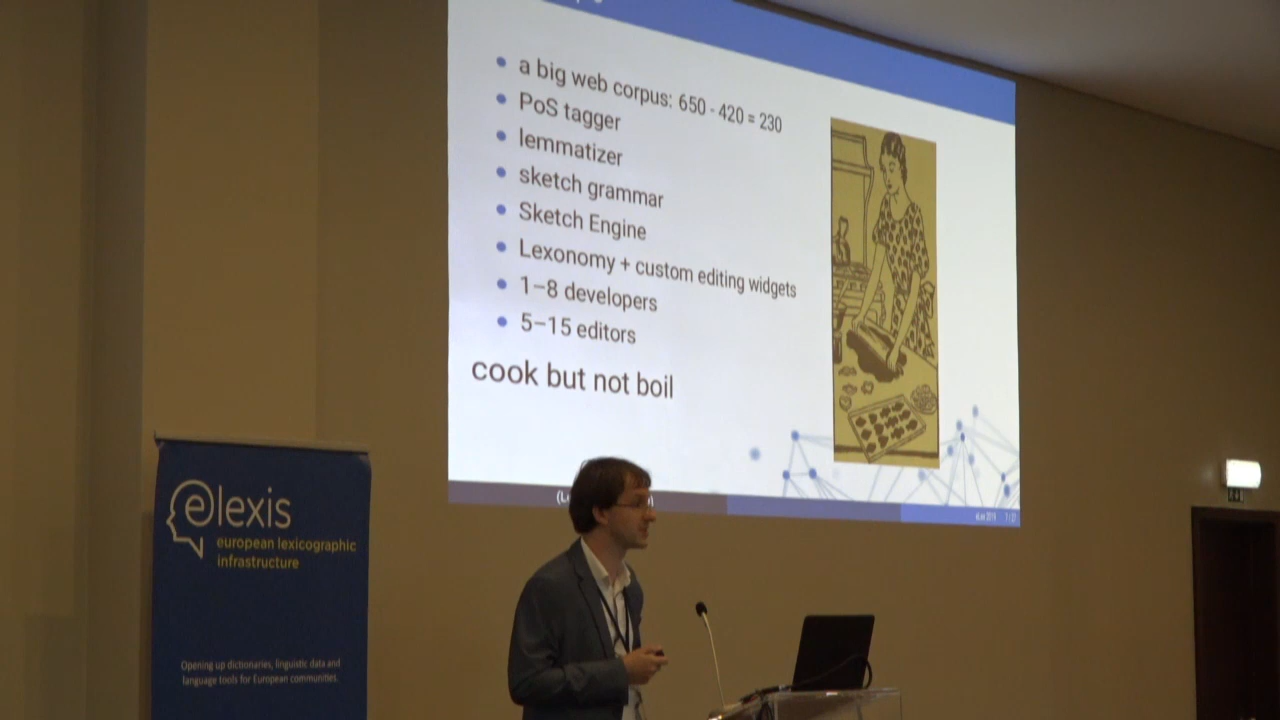 a big web corpus: 650 - 420 = 230
PoS tagger
lemmatizer
sketch grammar
Sketch Engine
Lexonomy + custom editing widgets
1–8 developers
5–15 editors
cook but not boil
elexis
european lexicographic
infrastructure
Opening up dictionaries, linguistic data and
language tools for European communities.